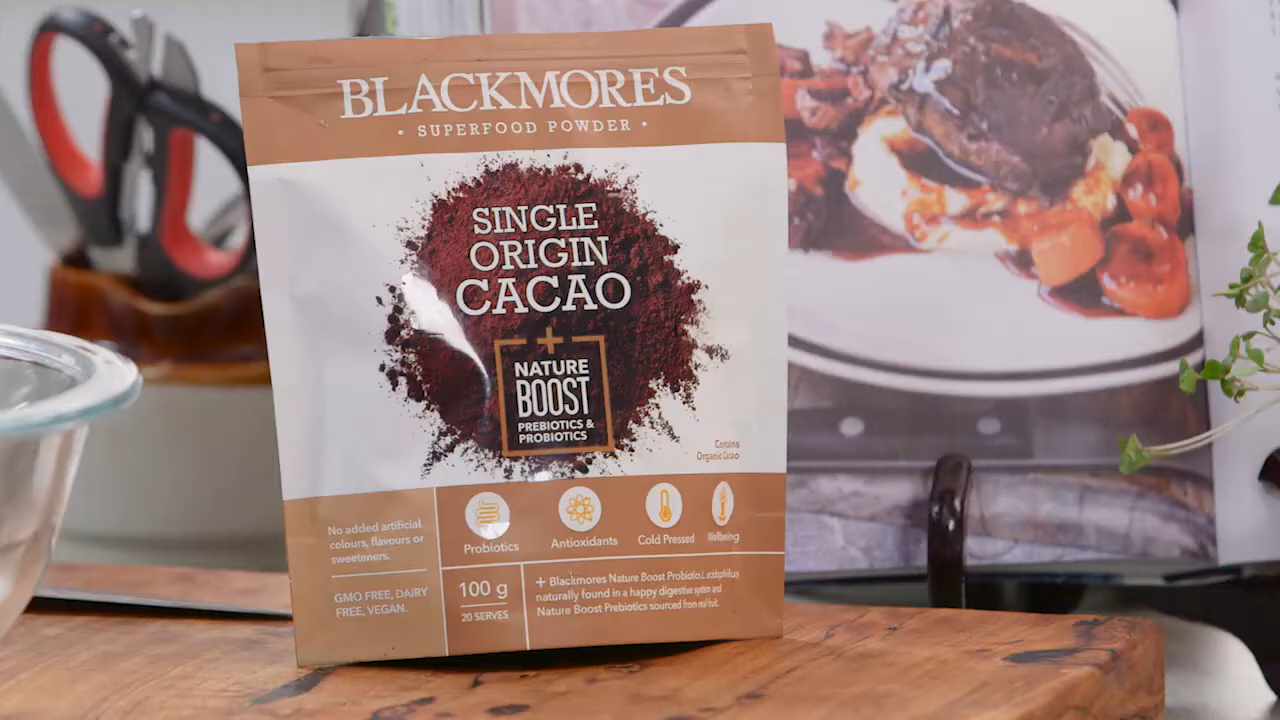 BLACKMORES
• SUPERFOOD POWDER •
SINGLE
ORIGIN
CACAO
+
NATURE
BOOST
PREBIOTICS &
PROBIOTICS
Contains
Organic Cacao
No added artificial
colours, flavours or
sweeteners.
GMO FREE, DAIRY
FREE, VEGAN.
Probiotics
Antioxidants
Cold Pressed
Wellbeing
100 g
20 SERVES
+ Blackmores Nature Boost Probiotics L. acidophilus
naturally found in a happy digestive system and
Nature Boost Prebiotics sourced from real fruit.